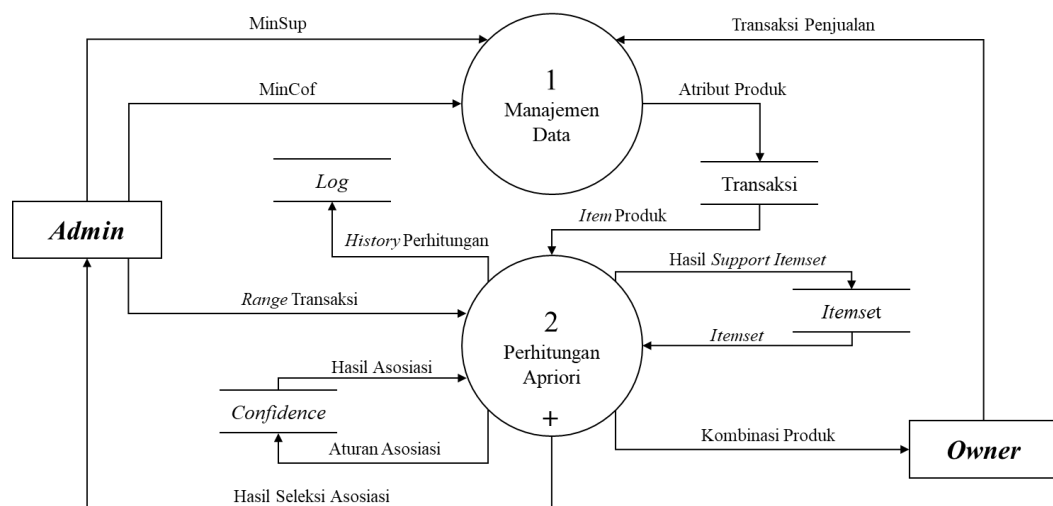 MinSup
Transaksi Penjualan
1
Manajemen
Data
MinCof
Atribut Produk
Log
Transaksi
Admin
Item Produk
History Perhitungan
Hasil Support Itemset
Range Transaksi
Itemset
2
Perhitungan
Apriori
+
Itemset
Hasil Asosiasi
Confidence
Aturan Asosiasi
Kombinasi Produk
Owner
Hasil Seleksi Asosiasi